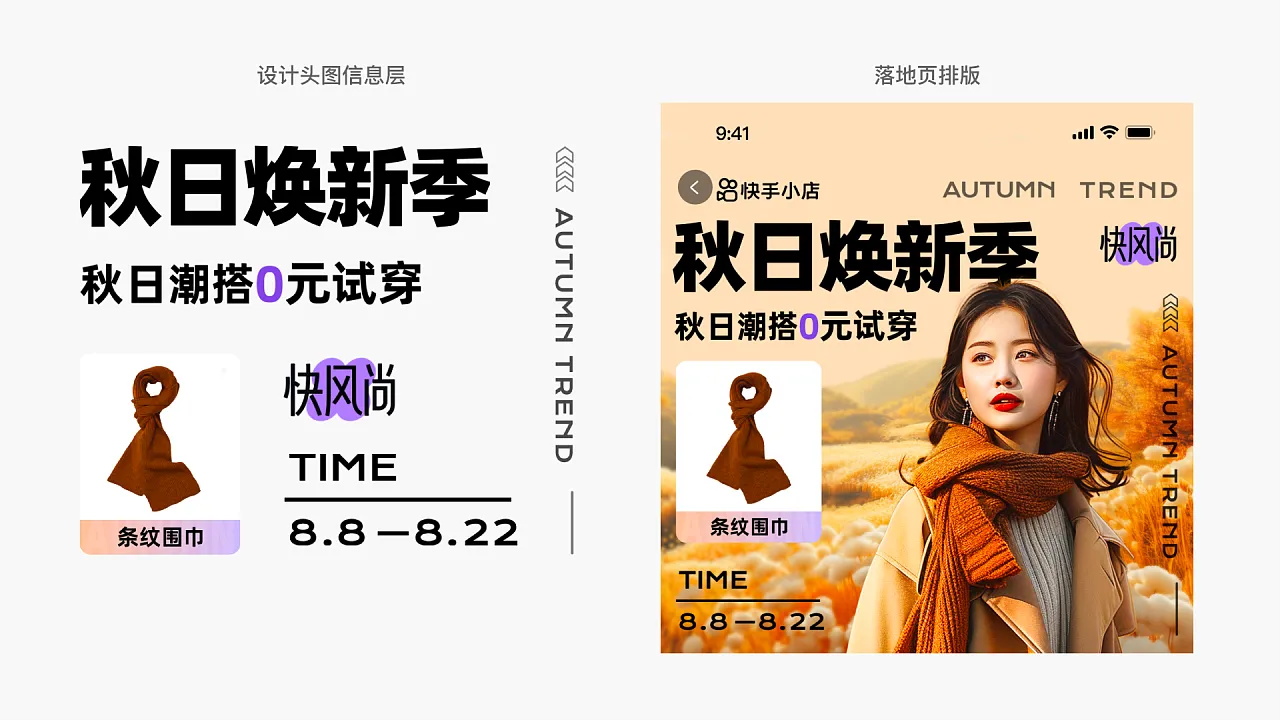 设计头图信息层
秋日焕新季
秋日潮搭0元试穿
条纹围巾
快风尚
TIME
8.8—8.22
AUTUMN TREND
落地页排版
9:41
快手小店
AUTUMN TREND
秋日焕新季
快风尚
秋日潮搭0元试穿
条纹围巾
TIME
8.8—8.22
AUTUMN TREND